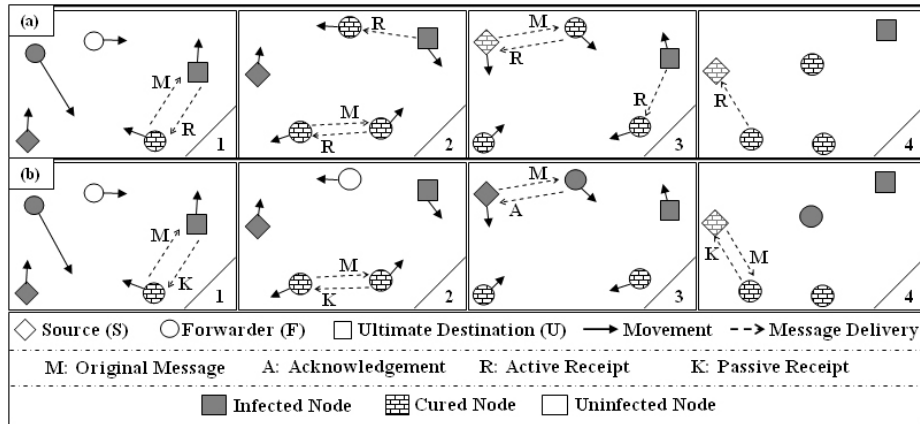 (a)
M
R
1
R
M
R
2
M
R
R
3
R
4
(b)
M
K
1
M
K
2
M
A
3
M
K
4
Source (S) Forwarder (F) Ultimate Destination (U) Movement Message Delivery
M: Original Message A: Acknowledgement R: Active Receipt K: Passive Receipt
Infected Node Cured Node Uninfected Node